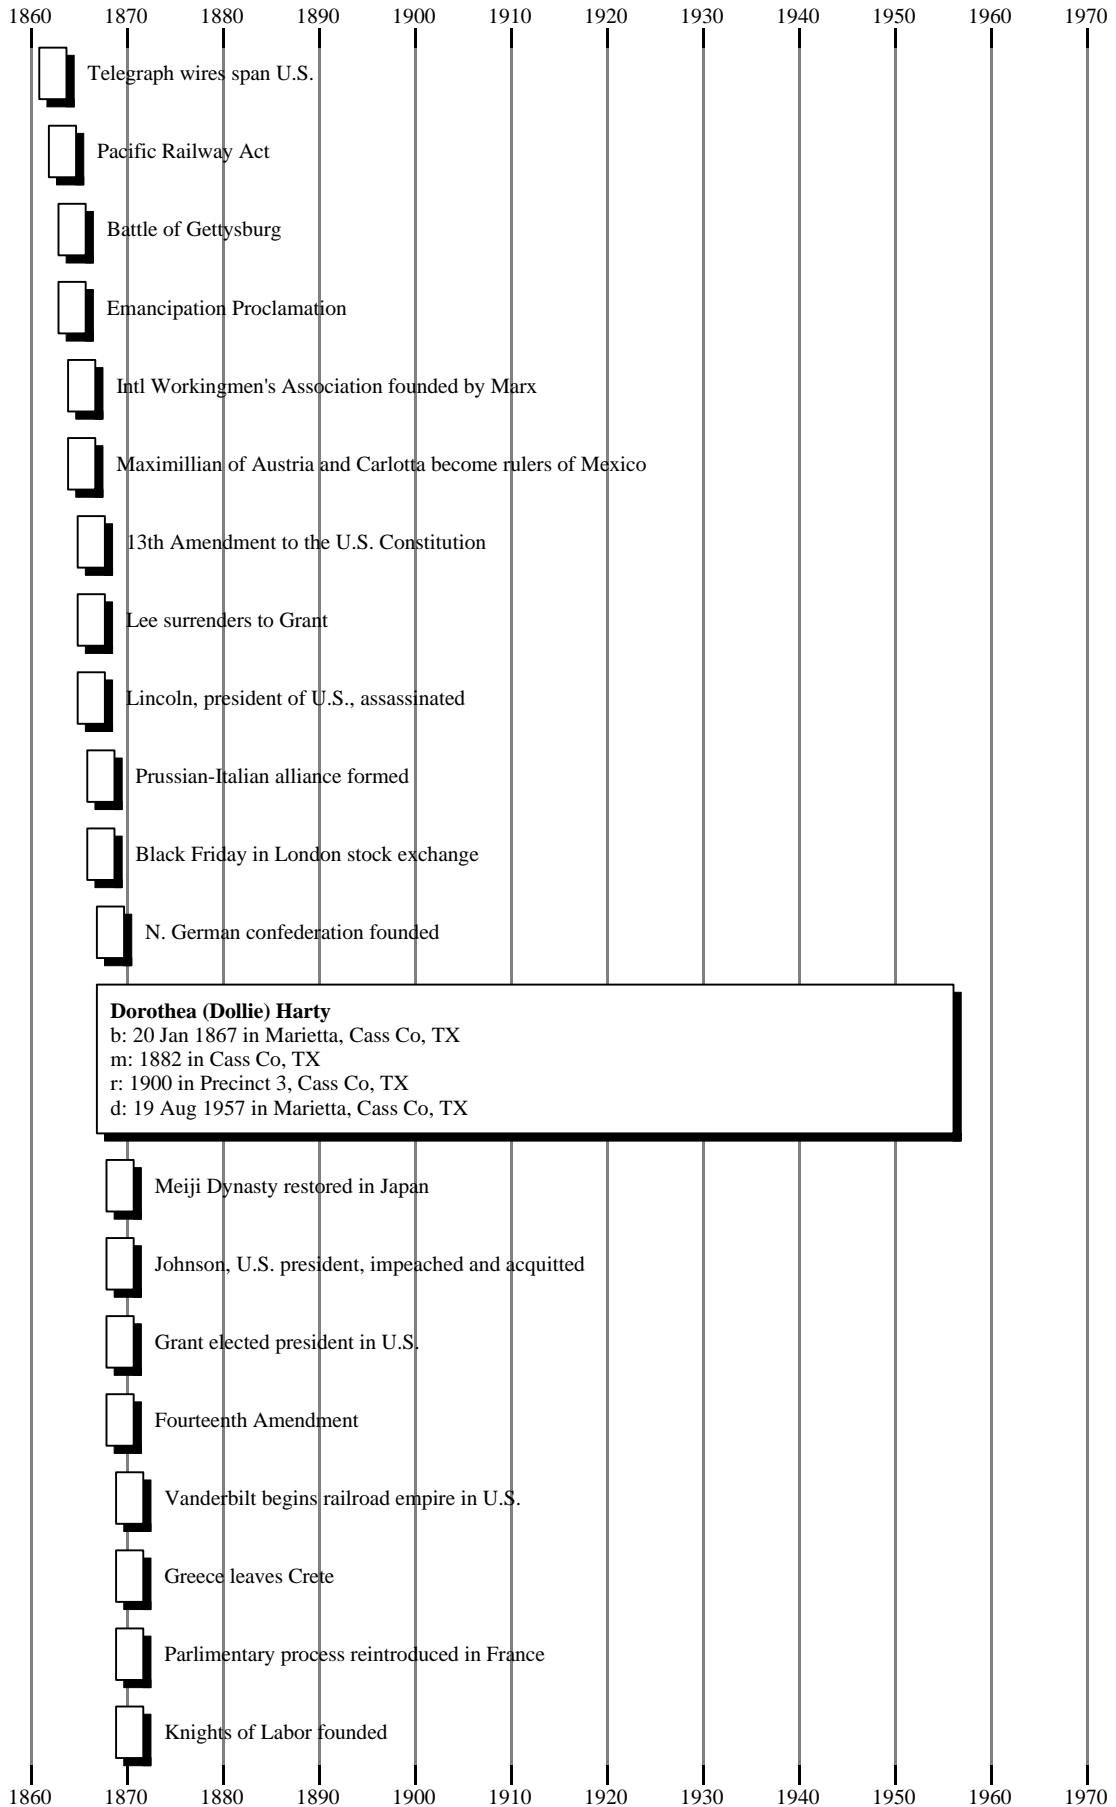 1860 1870 1880 1890 1900 1910 1920 1930 1940 1950 1960 1970
Telegraph wires span U.S.
Pacific Railway Act
Battle of Gettysburg
Emancipation Proclamation
Intl Workingmen's Association founded by Marx
Maximillian of Austria and Carlotta become rulers of Mexico
13th Amendment to the U.S. Constitution
Lee surrenders to Grant
Lincoln, president of U.S., assassinated
Prussian-Italian alliance formed
Black Friday in London stock exchange
N. German confederation founded
Dorothea (Dollie) Harty
b: 20 Jan 1867 in Marietta, Cass Co, TX
m: 1882 in Cass Co, TX
r: 1900 in Precinct 3, Cass Co, TX
d: 19 Aug 1957 in Marietta, Cass Co, TX
Meiji Dynasty restored in Japan
Johnson, U.S. president, impeached and acquitted
Grant elected president in U.S.
Fourteenth Amendment
Vanderbilt begins railroad empire in U.S.
Greece leaves Crete
Parlimentary process reintroduced in France
Knights of Labor founded
1860 1870 1880 1890 1900 1910 1920 1930 1940 1950 1960 1970